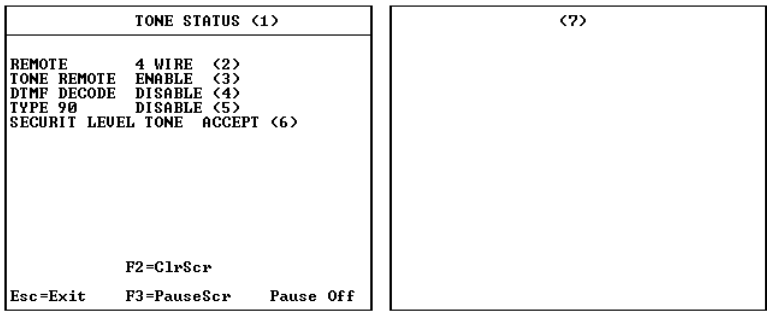 TONE STATUS (1)
REMOTE 4 WIRE (2)
TONE REMOTE ENABLE (3)
DTMF DECODE DISABLE (4)
TYPE 90 DISABLE (5)
SECURIT LEVEL TONE ACCEPT (6)
F2=ClrScr
Esc=Exit F3=PauseScr Pause Off
(7)